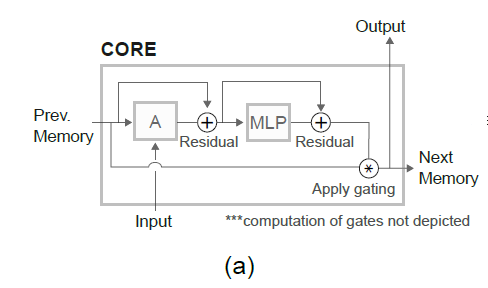 Output
CORE
Prev.
Memory
A
+
MLP
+
Residual
Residual
*
Next
Memory
Apply gating
Input
***computation of gates not depicted
(a)